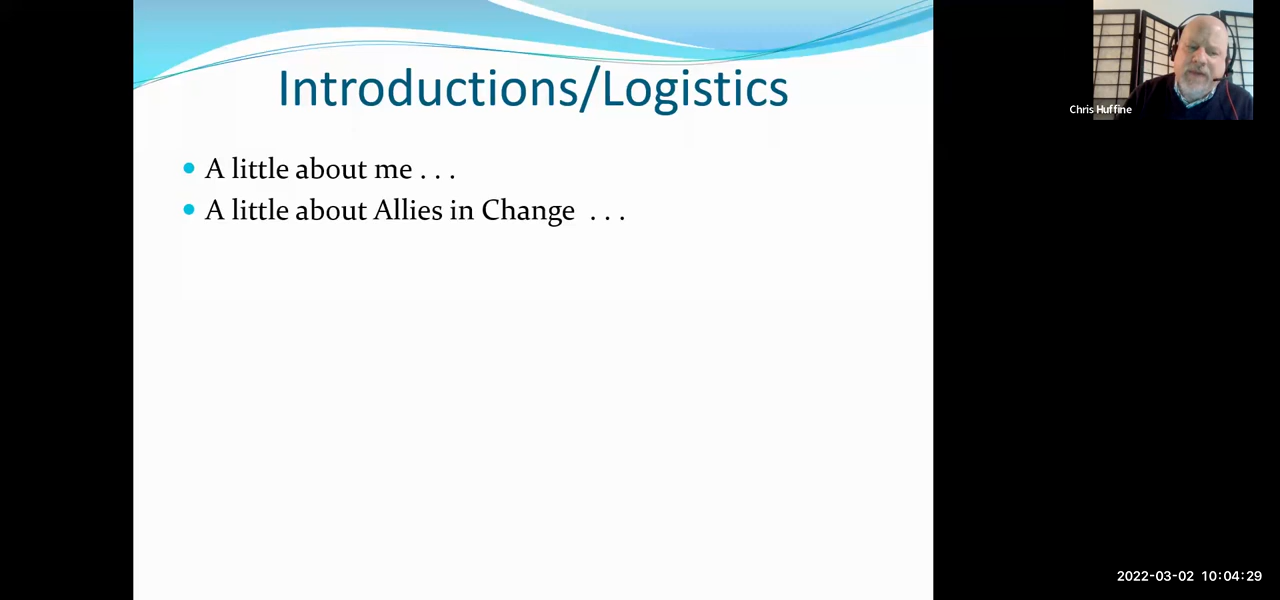 Introductions/Logistics
A little about me . . .
A little about Allies in Change . . .
Chris Huffine
2022-03-02 10:04:29